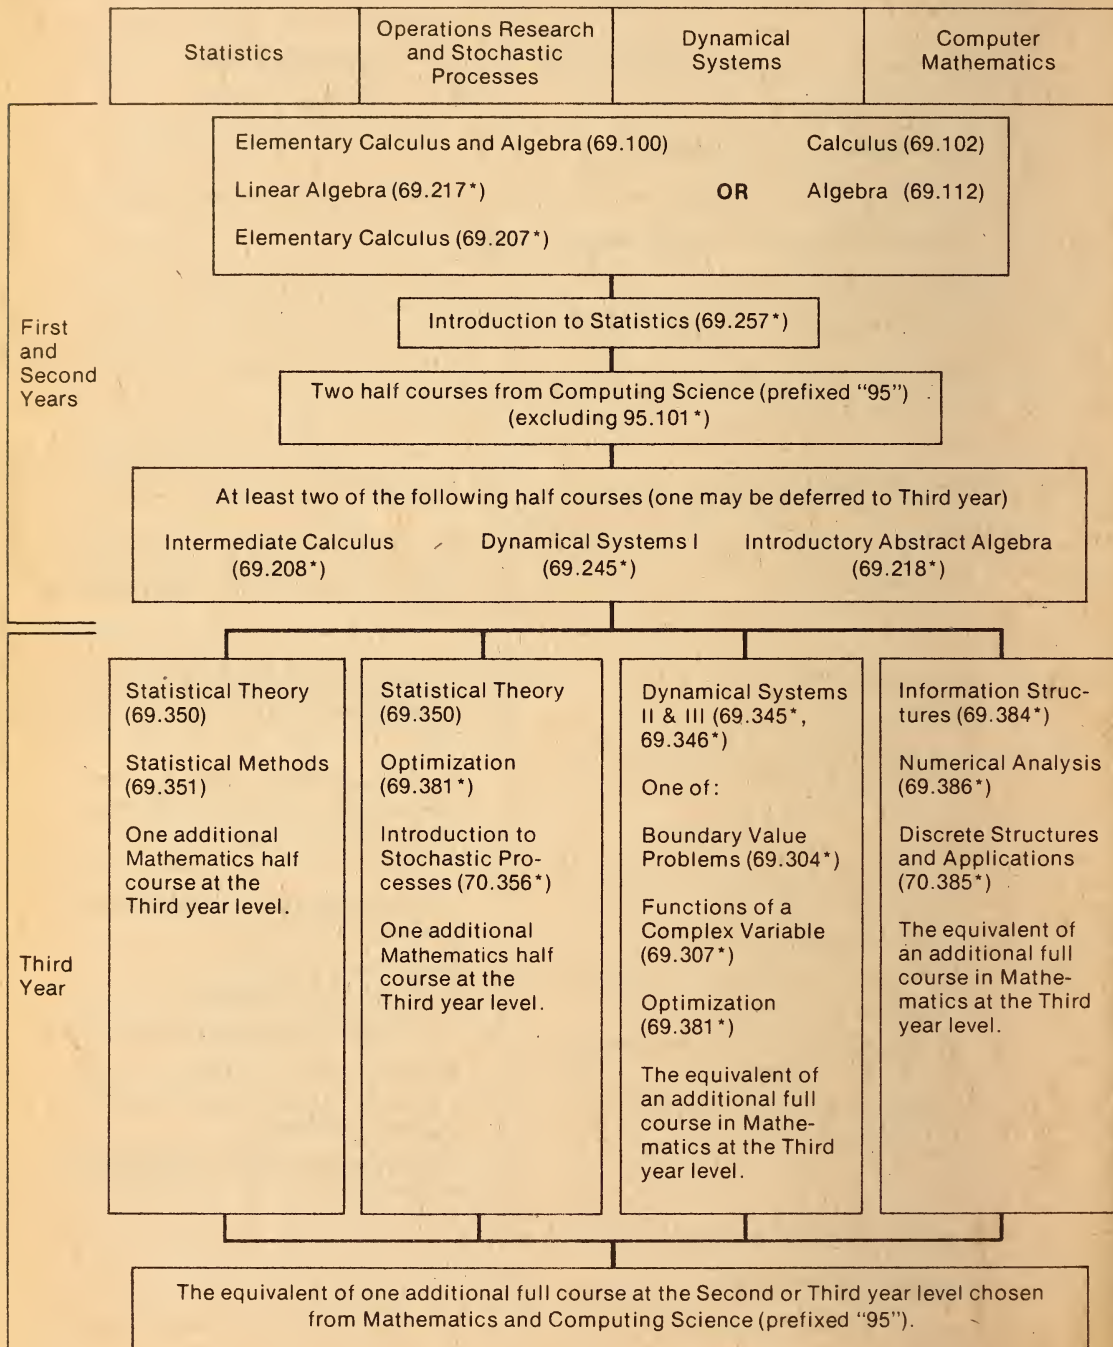 Statistics
Operations Research
and Stochastic
Processes
Dynamical
Systems
Computer
Mathematics
First
and
Second
Years
Elementary Calculus and Algebra (69.100)
Linear Algebra (69.217*)
Elementary Calculus (69.207*)
OR
Calculus (69.102)
Algebra (69.112)
Introduction to Statistics (69.257*)
Two half courses from Computing Science (prefixed “95”)
(excluding 95.101*)
At least two of the following half courses (one may be deferred to Third year)
Intermediate Calculus
(69.208*)
Dynamical Systems I
(69.245*)
Introductory Abstract Algebra
(69.218*)
Third
Year
Statistical Theory
(69.350)
Statistical Methods
(69.351)
One additional
Mathematics half
course at the
Third year level.
Statistical Theory
(69.350)
Optimization
(69.381*)
Introduction to
Stochastic Pro-
cesses (70.356*)
One additional
Mathematics half
course at the
Third year level.
Dynamical Systems
II & III (69.345*,
69.346*)
One of:
Boundary Value
Problems (69.304*)
Functions of a
Complex Variable
(69.307*)
Optimization
(69.381*)
The equivalent of
an additional full
course in Mathe-
matics at the Third
year level.
Information Struc-
tures (69.384*)
Numerical Analysis
(69.386*)
Discrete Structures
and Applications
(70.385*)
The equivalent of
an additional full
course in Mathe-
matics at the Third
year level.
The equivalent of one additional full course at the Second or Third year level chosen
from Mathematics and Computing Science (prefixed “95”).